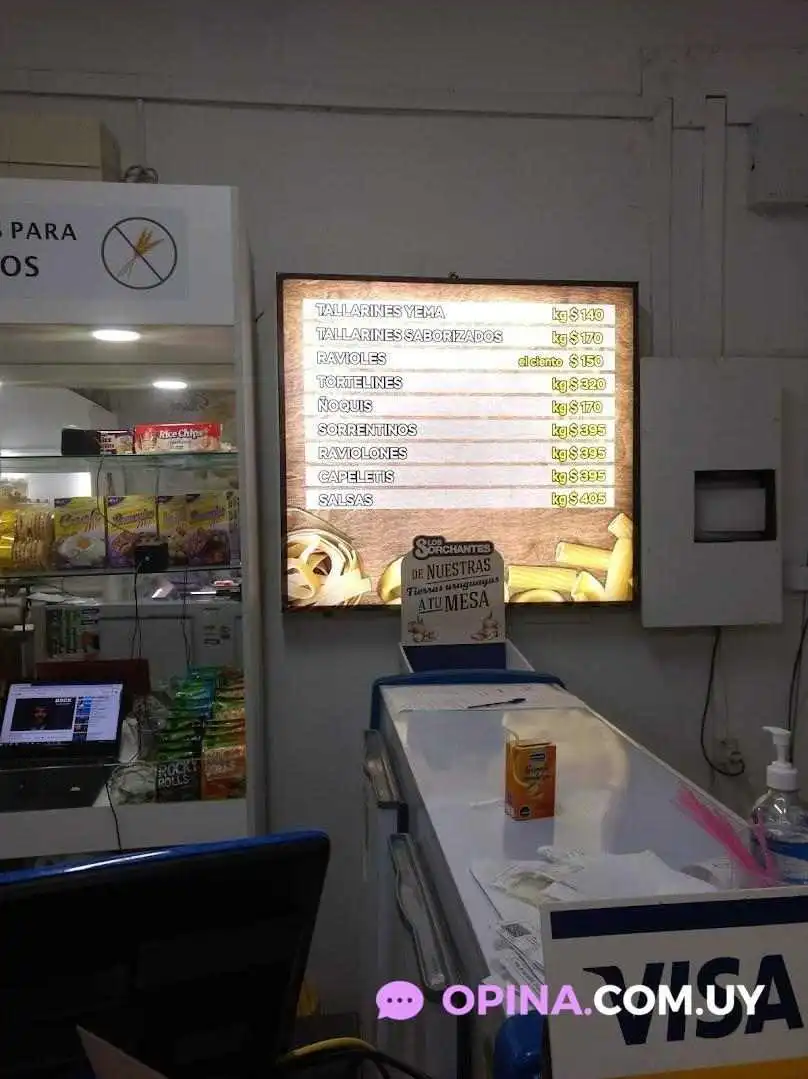 PARA
OS
TALLARINES YEMA kg $ 140
TALLARINES SABORIZADOS kg $ 170
RAVIOLES el ciento $ 150
TORTELINES kg $ 320
ÑOQUIS kg $ 170
SORRENTINOS kg $ 395
RAVIOLONES kg $ 395
CAPELETIS kg $ 395
SALSAS kg $ 405
Rice Chips
LOS
SORCHANTES
DE NUESTRAS
Tierras uruguayas
A TU MESA
ROCKY
ROLLS
ROCKY
ROLLS
VISA
OPINA.COM.UY